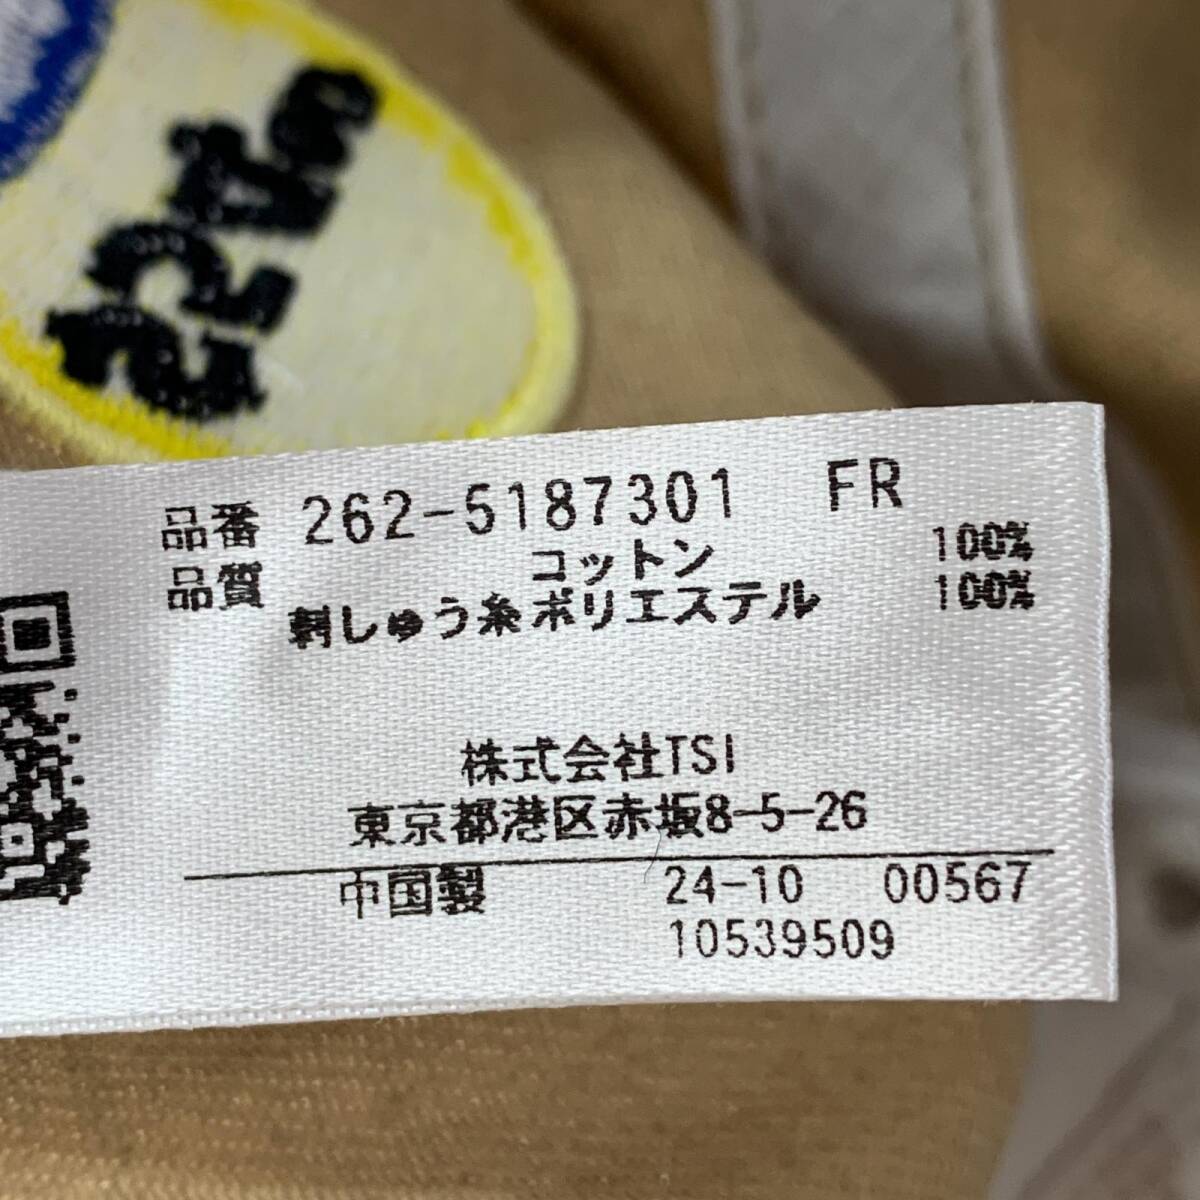 品番 262-5187301 FR
品質 コットン 100%
刺しゅう糸ポリエステル 100%
株式会社TSI
東京都港区赤坂8-5-26
中国製 24-10 00567
10539509